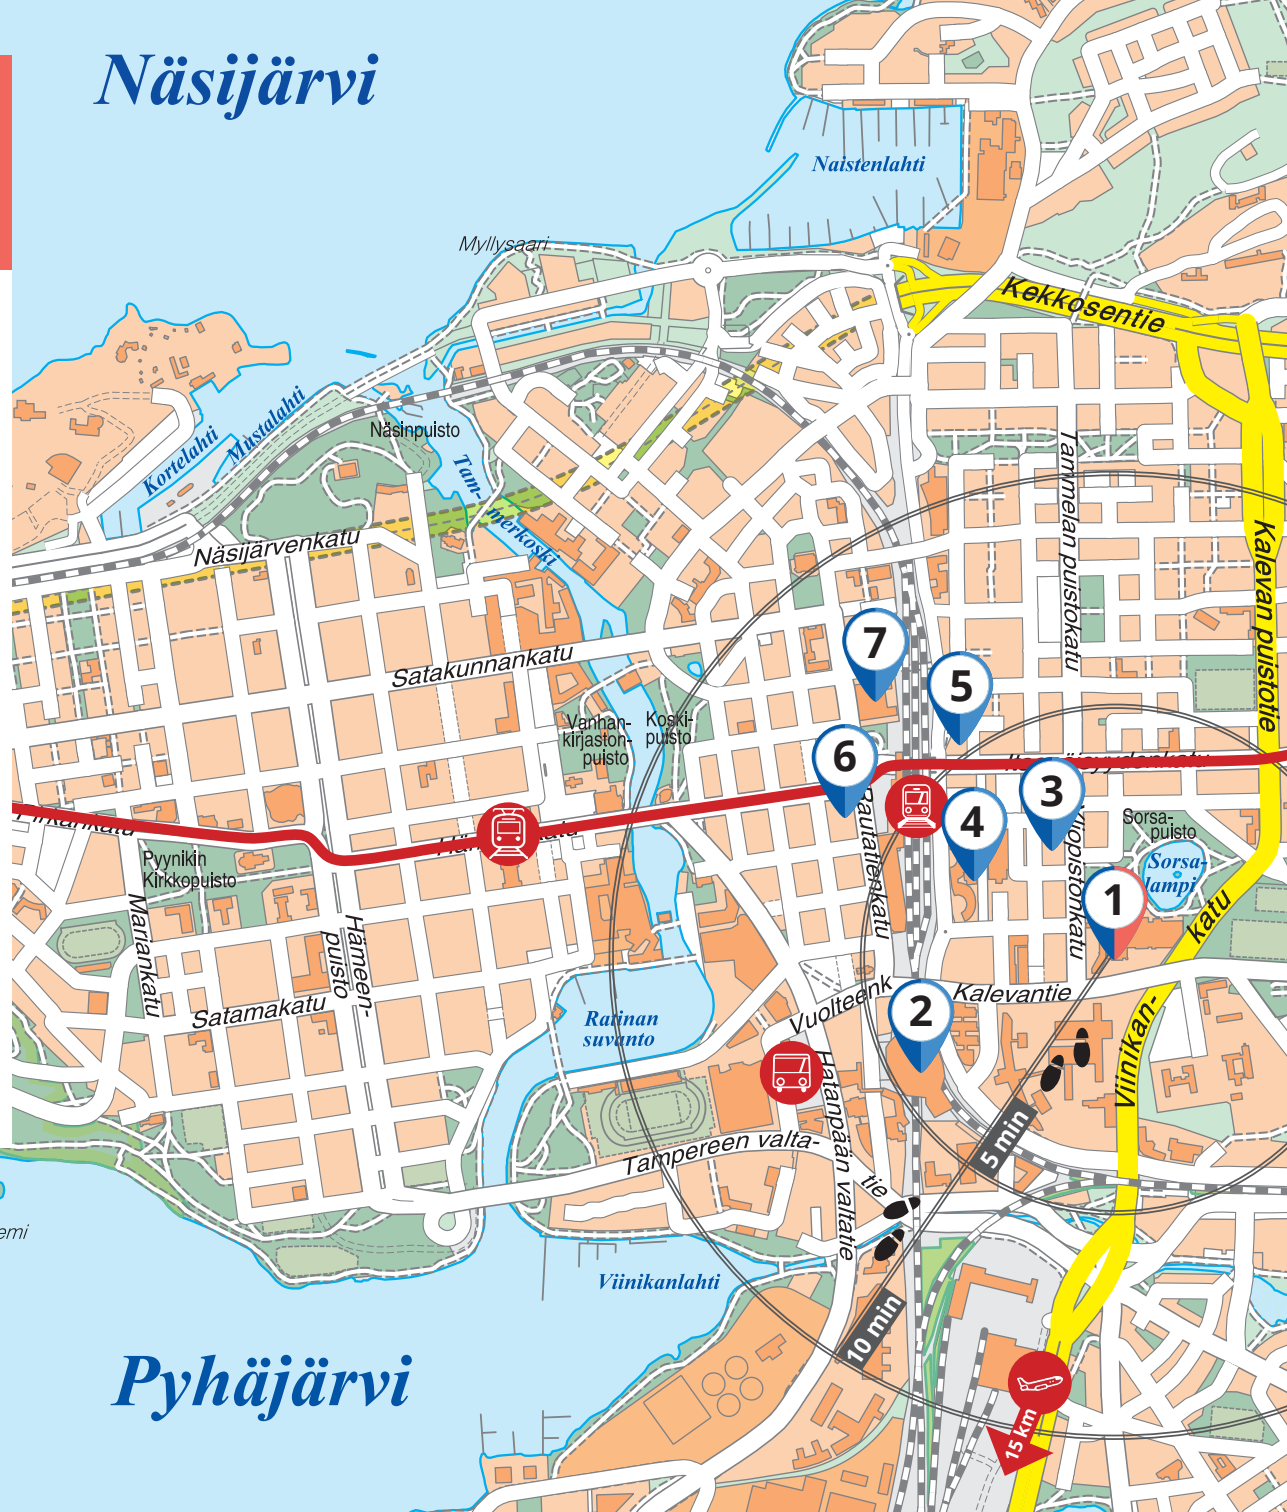 Näsijärvi
Naistenlahti
Myllysaari
Kekkosentie
Mustalahti
Kortelahti
Näsinpuisto
Tam-
merkoski
Tammelan puistokatu
Kalevan puistotie
Näsijärvenkatu
Satakunnankatu
Vanhan-
kirjaston-
puisto
Koski-
puisto
7
5
6
3
4
1
2
Rautatienkatu
Sorsa-
puisto
Sorsa-
lampi
Pyynikin
Kirkkopuisto
Mariankatu
Hämeen-
puisto
Satamakatu
Ratinan
suvanto
Vuolteenk
Kalevantie
katu
Viinikan-
Hatanpään valtatie
Tampereen valta-
tie
5 min
10 min
Viinikanlahti
emi
Pyhäjärvi
15 km